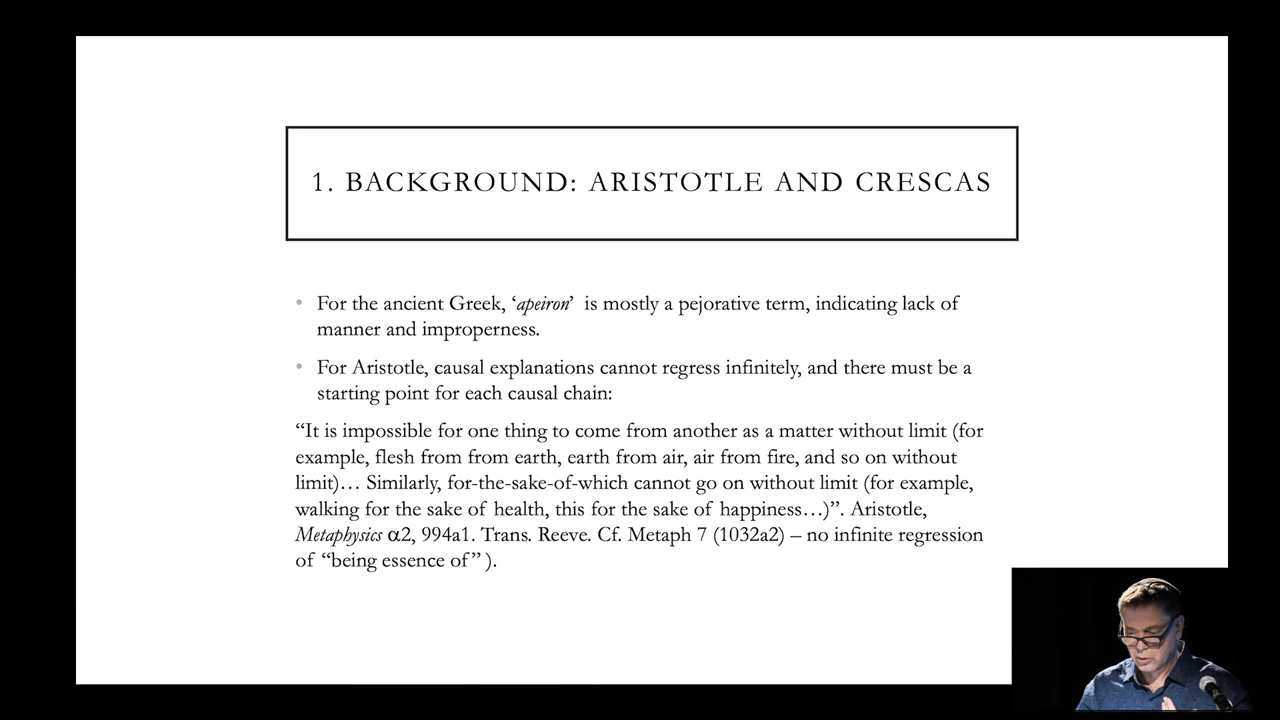 1. BACKGROUND: ARISTOTLE AND CRESCAS
• For the ancient Greek, ‘apeiron’ is mostly a pejorative term, indicating lack of
manner and improperness.
• For Aristotle, causal explanations cannot regress infinitely, and there must be a
starting point for each causal chain:
“It is impossible for one thing to come from another as a matter without limit (for
example, flesh from from earth, earth from air, air from fire, and so on without
limit)… Similarly, for-the-sake-of-which cannot go on without limit (for example,
walking for the sake of health, this for the sake of happiness…)”. Aristotle,
Metaphysics α2, 994a1. Trans. Reeve. Cf. Metaph 7 (1032a2) – no infinite regression
of “being essence of” ).